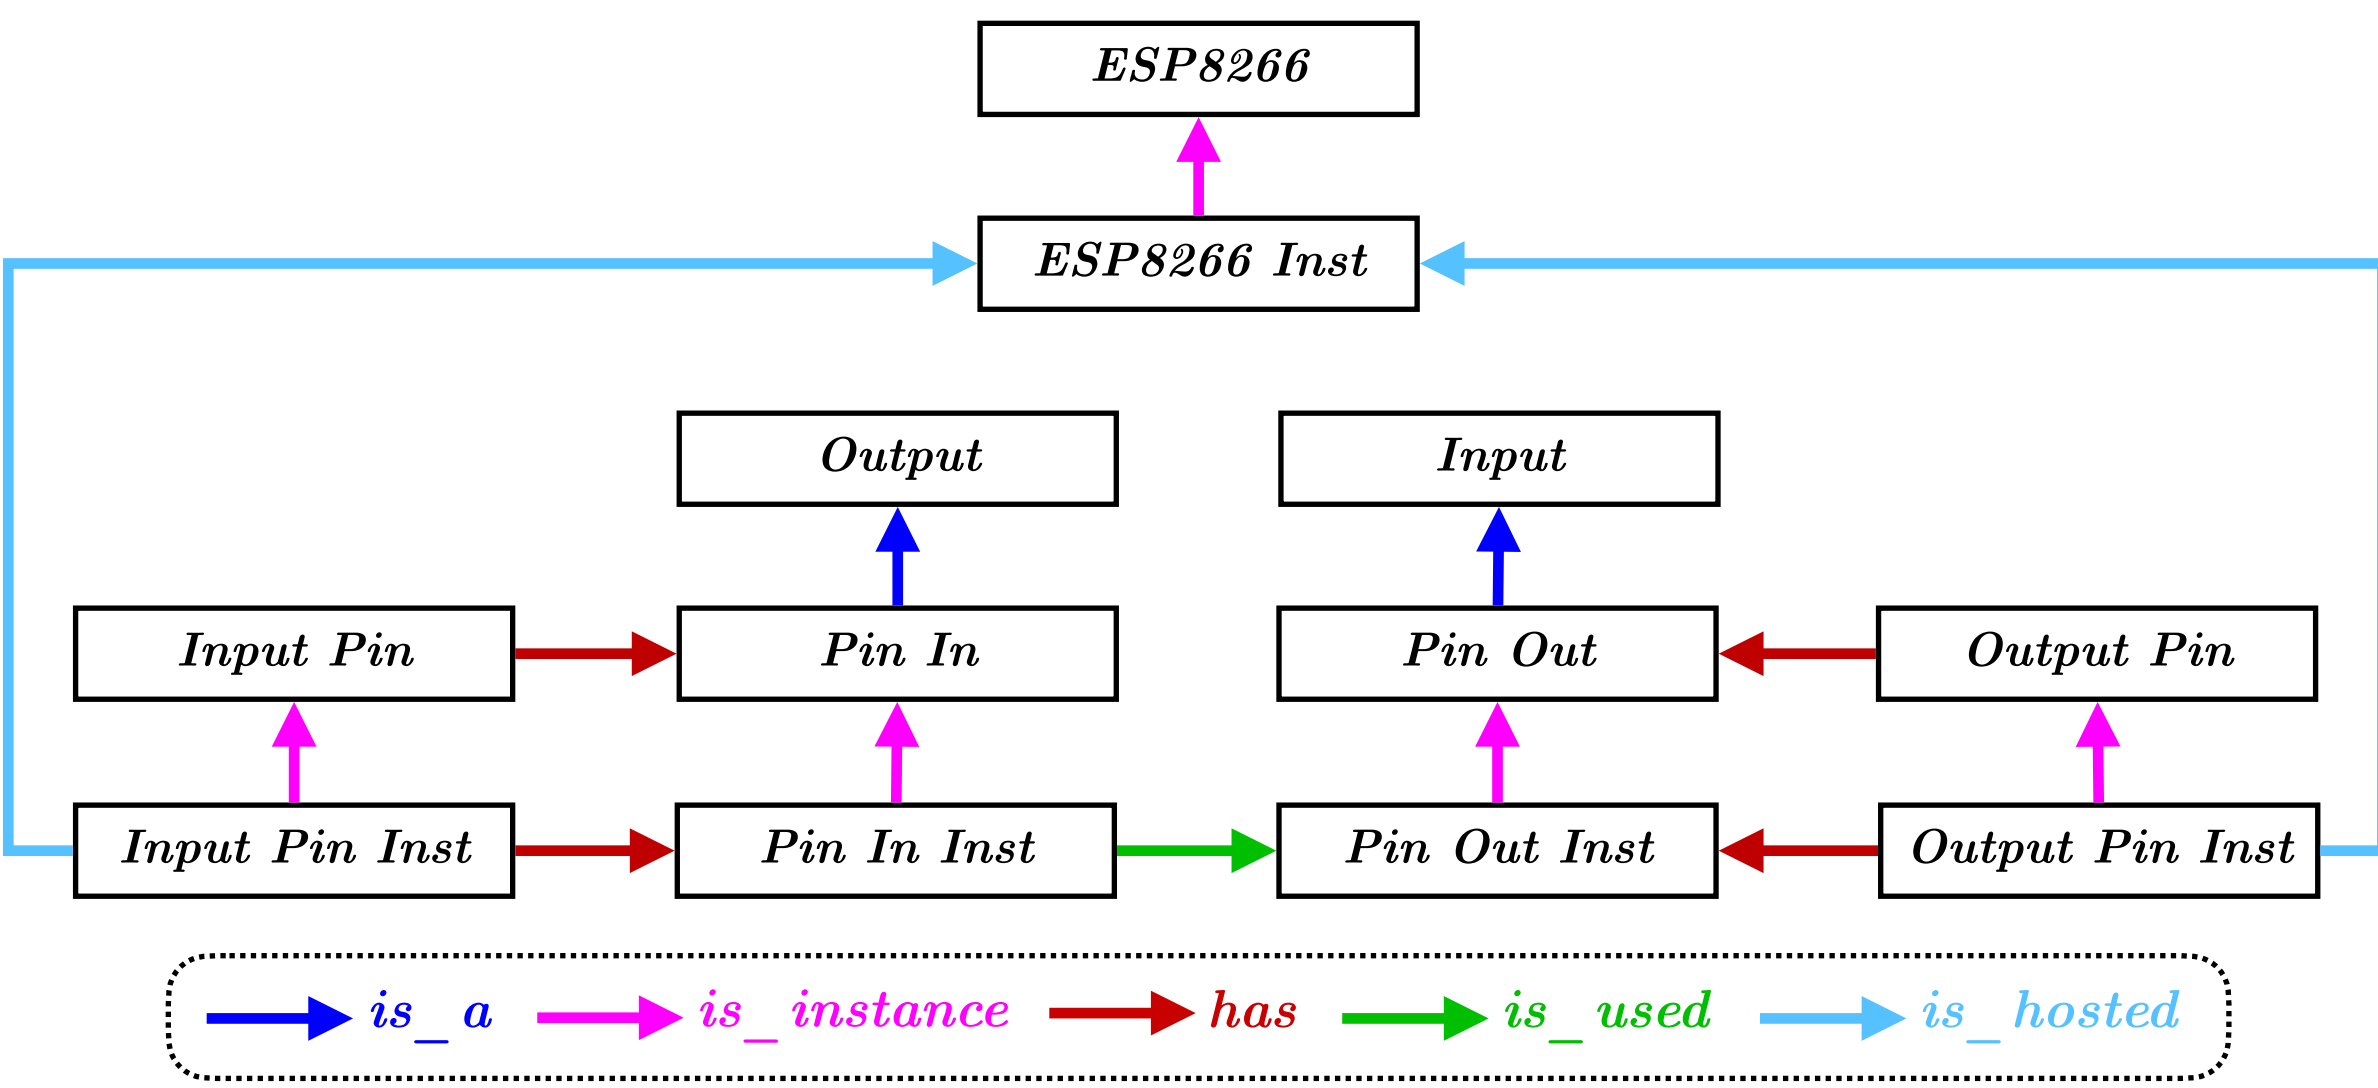 ESP8266
ESP8266 Inst
Output
Input
Input Pin
Pin In
Pin Out
Output Pin
Input Pin Inst
Pin In Inst
Pin Out Inst
Output Pin Inst
is_a
is_instance
has
is_used
is_hosted